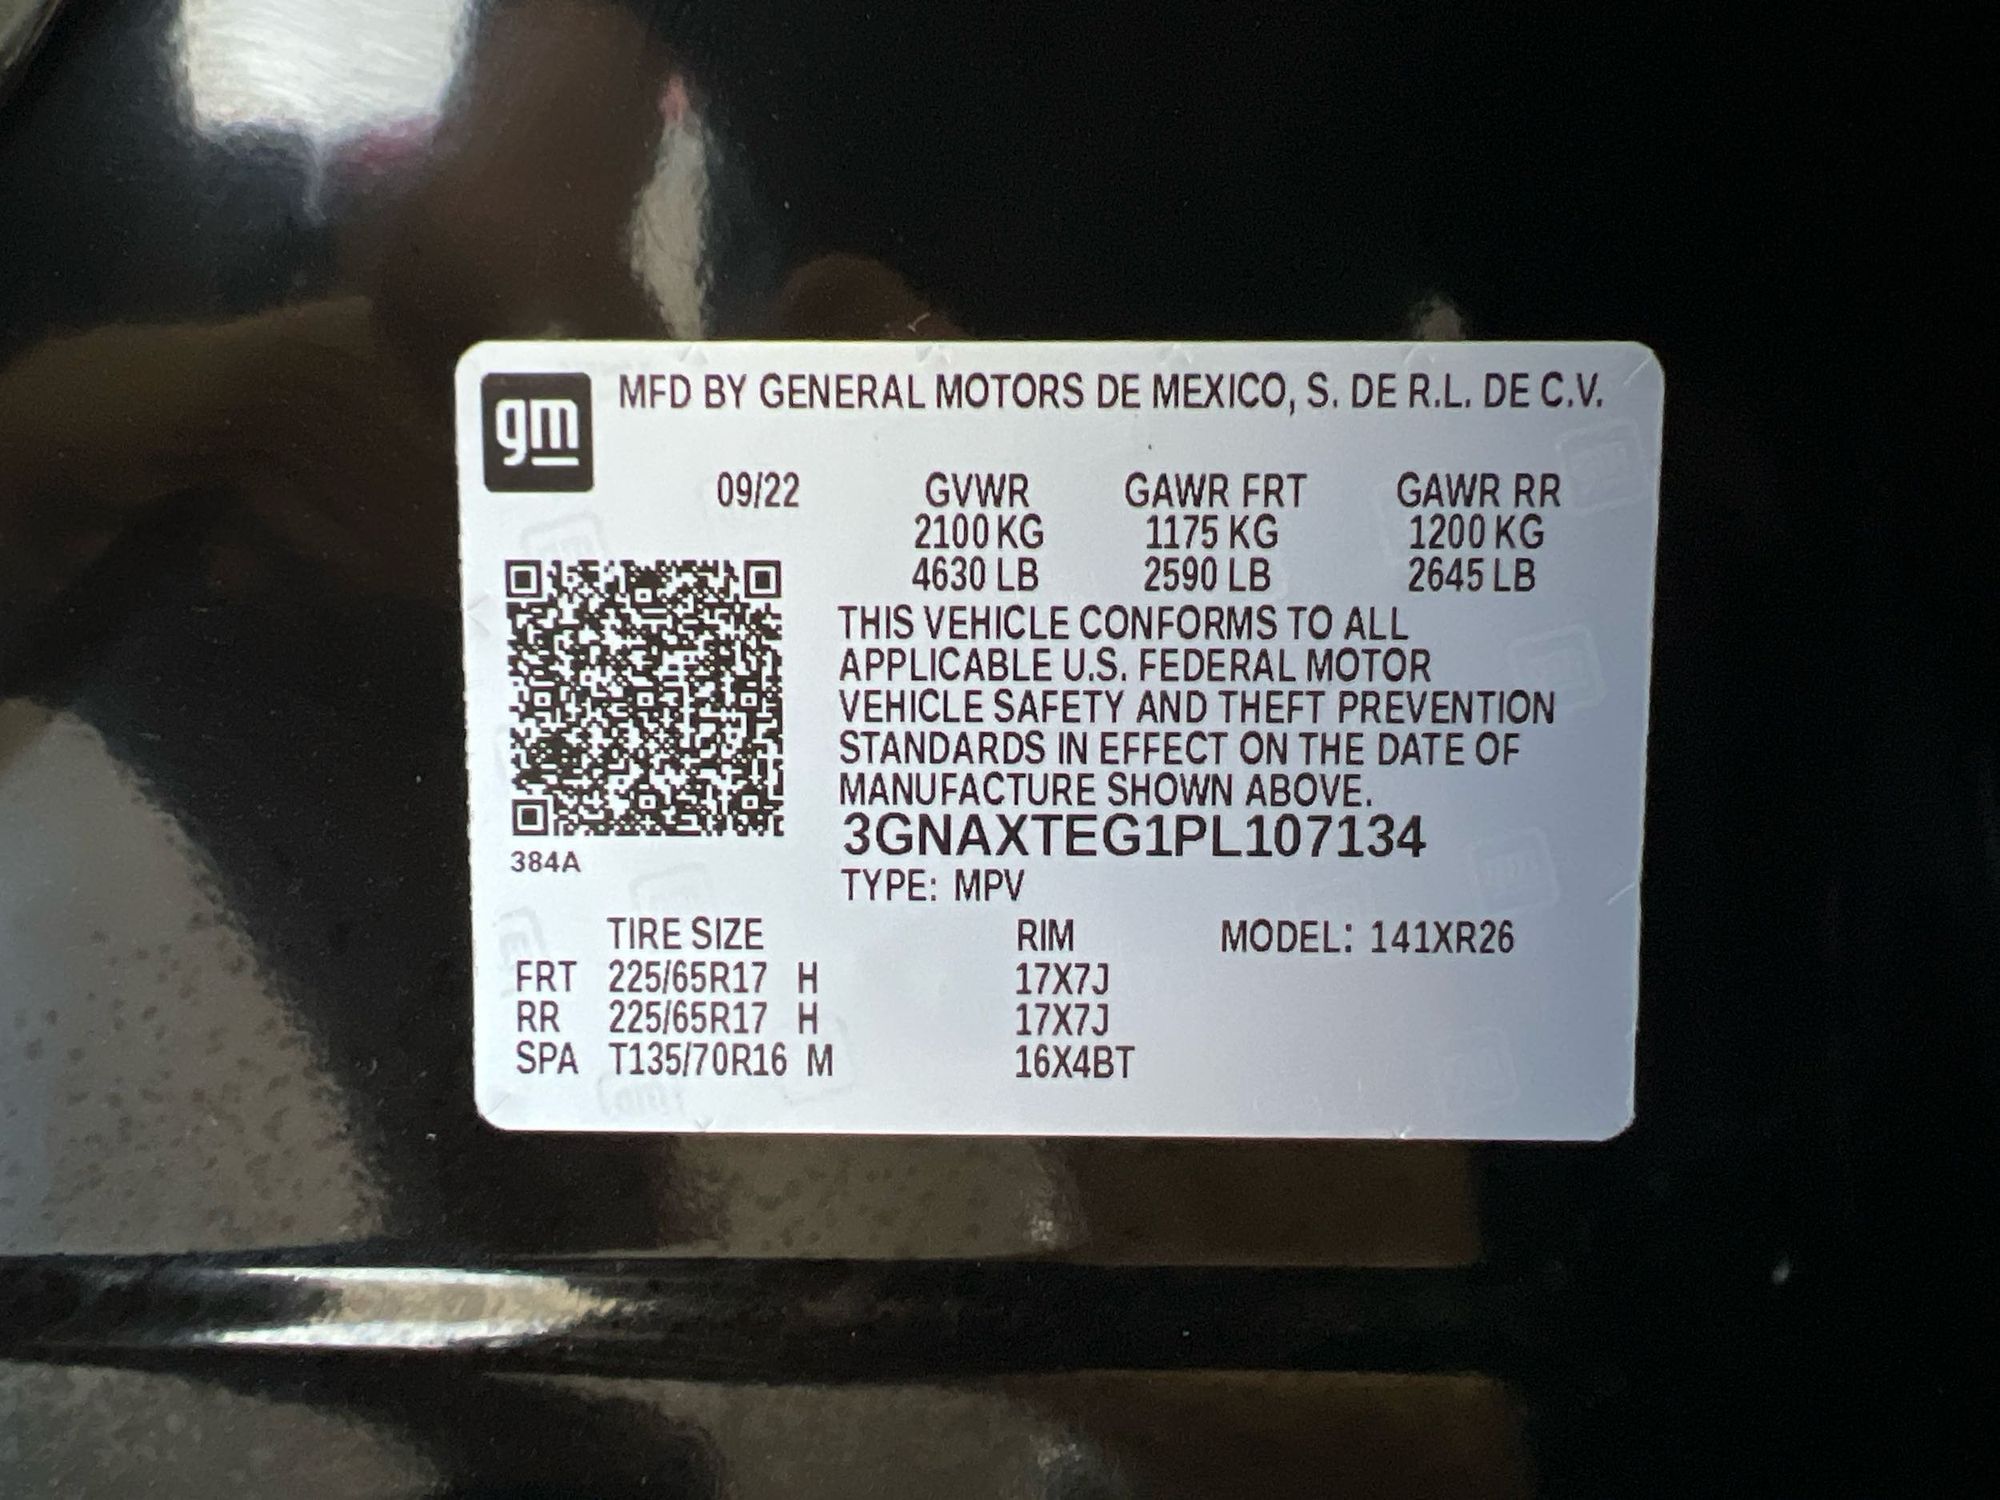 gm
MFD BY GENERAL MOTORS DE MEXICO, S. DE R.L. DE C.V.
09/22 GVWR GAWR FRT GAWR RR
2100 KG 1175 KG 1200 KG
4630 LB 2590 LB 2645 LB
THIS VEHICLE CONFORMS TO ALL
APPLICABLE U.S. FEDERAL MOTOR
VEHICLE SAFETY AND THEFT PREVENTION
STANDARDS IN EFFECT ON THE DATE OF
MANUFACTURE SHOWN ABOVE.
3GNAXTEG1PL107134
384A
TYPE: MPV
TIRE SIZE RIM MODEL: 141XR26
FRT 225/65R17 H 17X7J
RR 225/65R17 H 17X7J
SPA T135/70R16 M 16X4BT